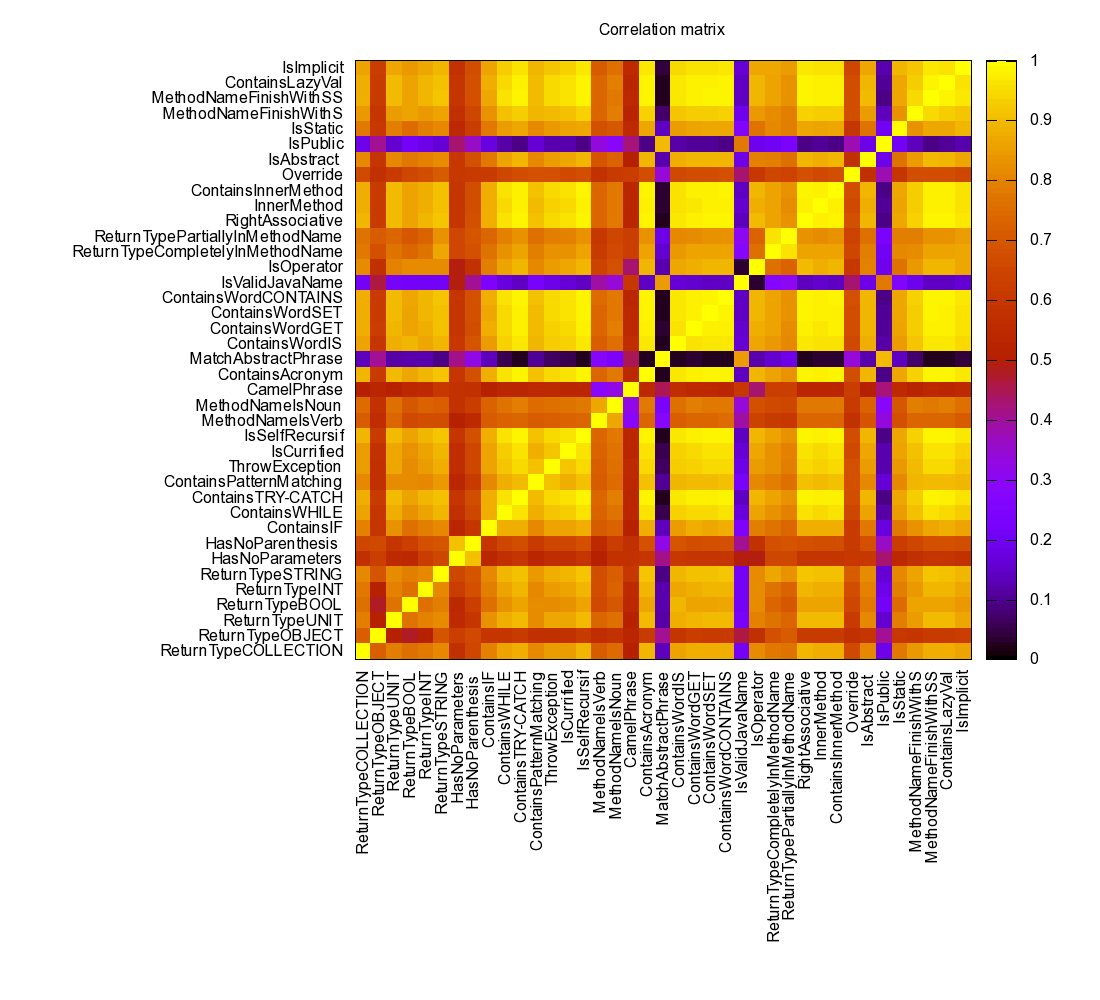 Correlation matrix
IsImplicit
ContainsLazyVal
MethodNameFinishWithSS
MethodNameFinishWithS
IsStatic
IsPublic
IsAbstract
Override
ContainsInnerMethod
InnerMethod
RightAssociative
ReturnTypePartiallyInMethodName
ReturnTypeCompletelyInMethodName
IsOperator
IsValidJavaName
ContainsWordCONTAINS
ContainsWordSET
ContainsWordGET
ContainsWordIS
MatchAbstractPhrase
ContainsAcronym
CamelPhrase
MethodNameIsNoun
MethodNameIsVerb
IsSelfRecursif
IsCurrified
ThrowException
ContainsPatternMatching
ContainsTRY-CATCH
ContainsWHILE
ContainsIF
HasNoParenthesis
HasNoParameters
ReturnTypeSTRING
ReturnTypeINT
ReturnTypeBOOL
ReturnTypeUNIT
ReturnTypeOBJECT
ReturnTypeCOLLECTION
1
0.9
0.8
0.7
0.6
0.5
0.4
0.3
0.2
0.1
0
ReturnTypeCOLLECTION
ReturnTypeOBJECT
ReturnTypeUNIT
ReturnTypeBOOL
ReturnTypeINT
ReturnTypeSTRING
HasNoParameters
HasNoParenthesis
ContainsIF
ContainsWHILE
ContainsTRY-CATCH
ContainsPatternMatching
ThrowException
IsCurrified
IsSelfRecursif
MethodNameIsVerb
MethodNameIsNoun
CamelPhrase
ContainsAcronym
MatchAbstractPhrase
ContainsWordIS
ContainsWordGET
ContainsWordSET
ContainsWordCONTAINS
IsValidJavaName
IsOperator
ReturnTypeCompletelyInMethodName
ReturnTypePartiallyInMethodName
RightAssociative
InnerMethod
ContainsInnerMethod
Override
IsAbstract
IsPublic
IsStatic
MethodNameFinishWithS
MethodNameFinishWithSS
ContainsLazyVal
IsImplicit